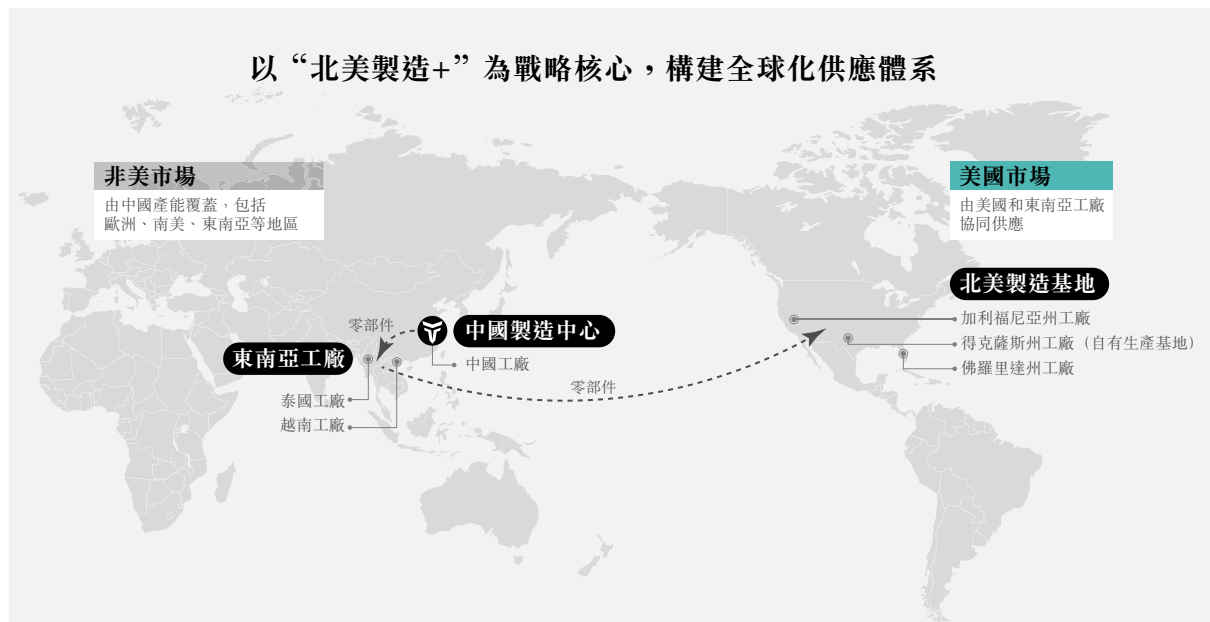 以“北美製造+”為戰略核心，構建全球化供應體系
非美市場
由中國產能覆蓋，包括
歐洲、南美、東南亞等地區
美國市場
由美國和東南亞工廠
協同供應
北美製造基地
加利福尼亞州工廠
得克薩斯州工廠（自有生產基地）
佛羅里達州工廠
零部件
中國製造中心
中國工廠
東南亞工廠
泰國工廠
越南工廠
零部件